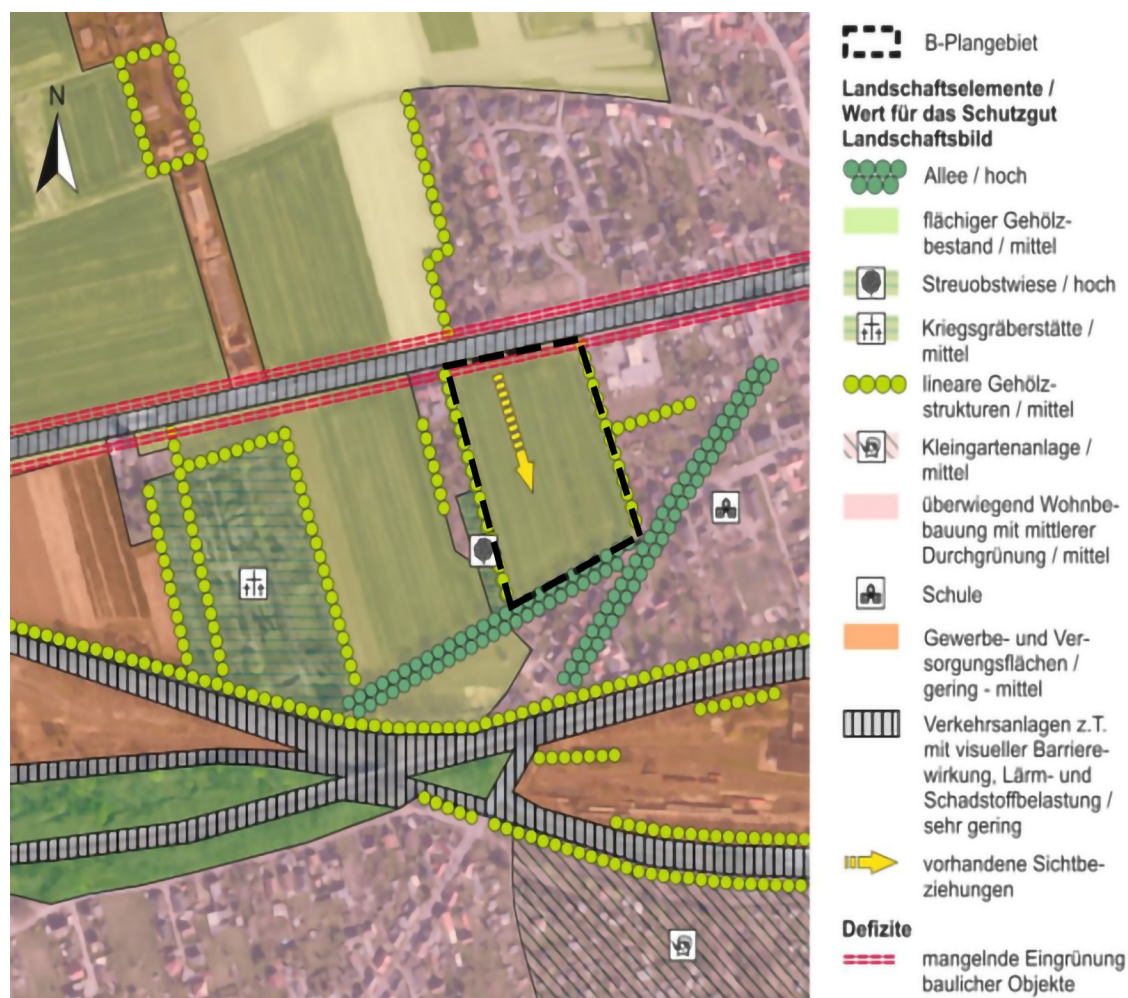 N
B-Plangebiet
Landschaftselemente /
Wert für das Schutzgut
Landschaftsbild
Allee / hoch
flächiger Gehölz-
bestand / mittel
Streuobstwiese / hoch
Kriegsgräberstätte /
mittel
lineare Gehölz-
strukturen / mittel
Kleingartenanlage /
mittel
überwiegend Wohnbe-
bauung mit mittlerer
Durchgrünung / mittel
Schule
Gewerbe- und Ver-
sorgungsflächen /
gering - mittel
Verkehrsanlagen z.T.
mit visueller Barriere-
wirkung, Lärm- und
Schadstoffbelastung /
sehr gering
vorhandene Sichtbe-
ziehungen
Defizite
mangelnde Eingrünung
baulicher Objekte